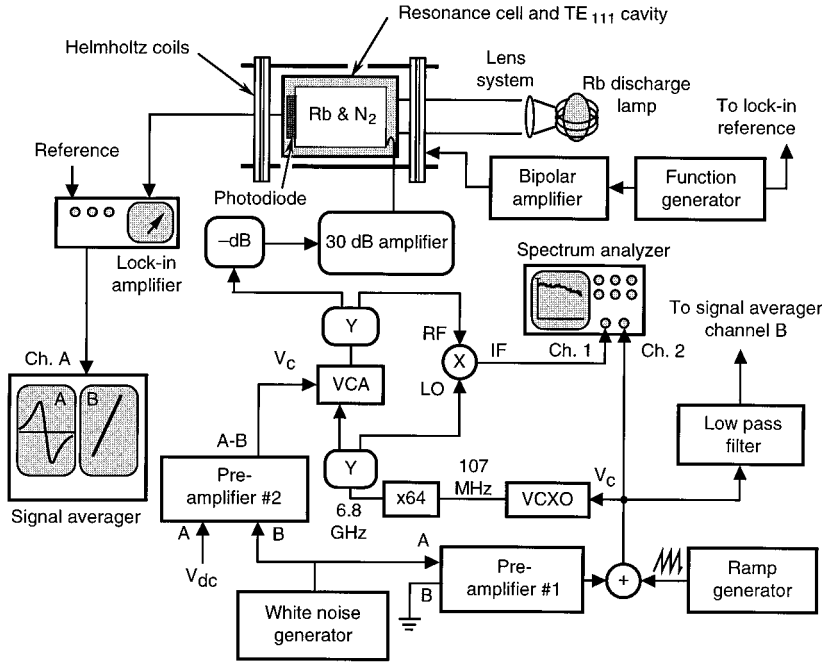 Resonance cell and TE111 cavity
Helmholtz coils
Lens
system
Rb discharge
lamp
To lock-in
reference
Rb & N2
Reference
Photodiode
Bipolar
amplifier
Function
generator
–dB
30 dB amplifier
Spectrum analyzer
Lock-in
amplifier
To signal averager
channel B
Y
RF
X
IF
Ch. 1
Ch. 2
Ch. A
Vc
VCA
LO
A
B
A-B
Low pass
filter
Pre-
amplifier #2
Y
107
MHz
Vc
x64
VCXO
6.8
GHz
Signal averager
A
B
A
Vdc
Pre-
amplifier #1
+
Ramp
generator
B
White noise
generator